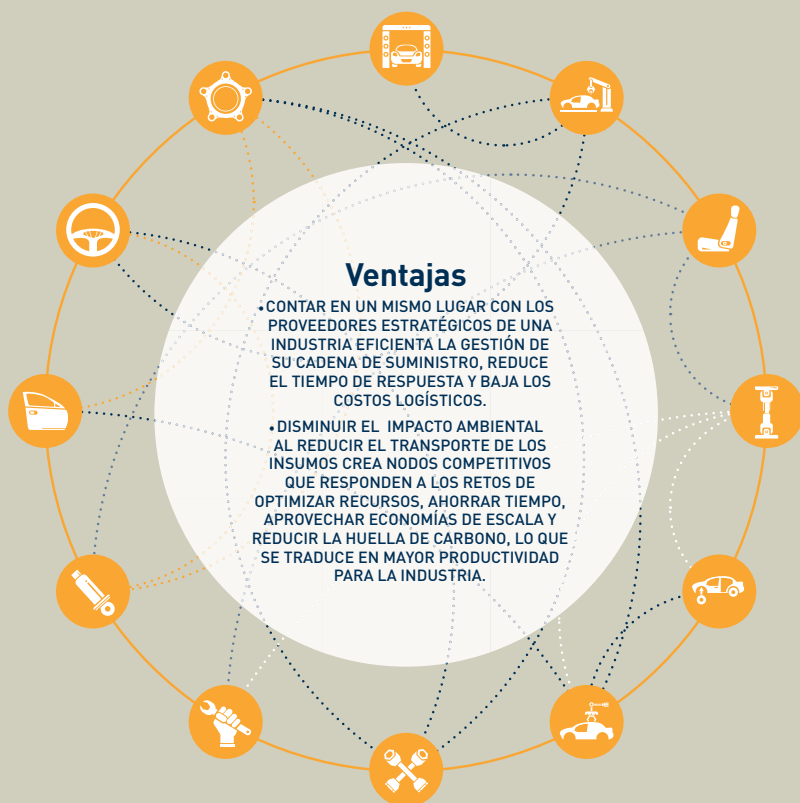 Ventajas
•CONTAR EN UN MISMO LUGAR CON LOS
PROVEEDORES ESTRATÉGICOS DE UNA
INDUSTRIA EFICIENTA LA GESTIÓN DE
SU CADENA DE SUMINISTRO, REDUCE
EL TIEMPO DE RESPUESTA Y BAJA LOS
COSTOS LOGÍSTICOS.
•DISMINUIR EL IMPACTO AMBIENTAL
AL REDUCIR EL TRANSPORTE DE LOS
INSUMOS CREA NODOS COMPETITIVOS
QUE RESPONDEN A LOS RETOS DE
OPTIMIZAR RECURSOS, AHORRAR TIEMPO,
APROVECHAR ECONOMÍAS DE ESCALA Y
REDUCIR LA HUELLA DE CARBONO, LO QUE
SE TRADUCE EN MAYOR PRODUCTIVIDAD
PARA LA INDUSTRIA.